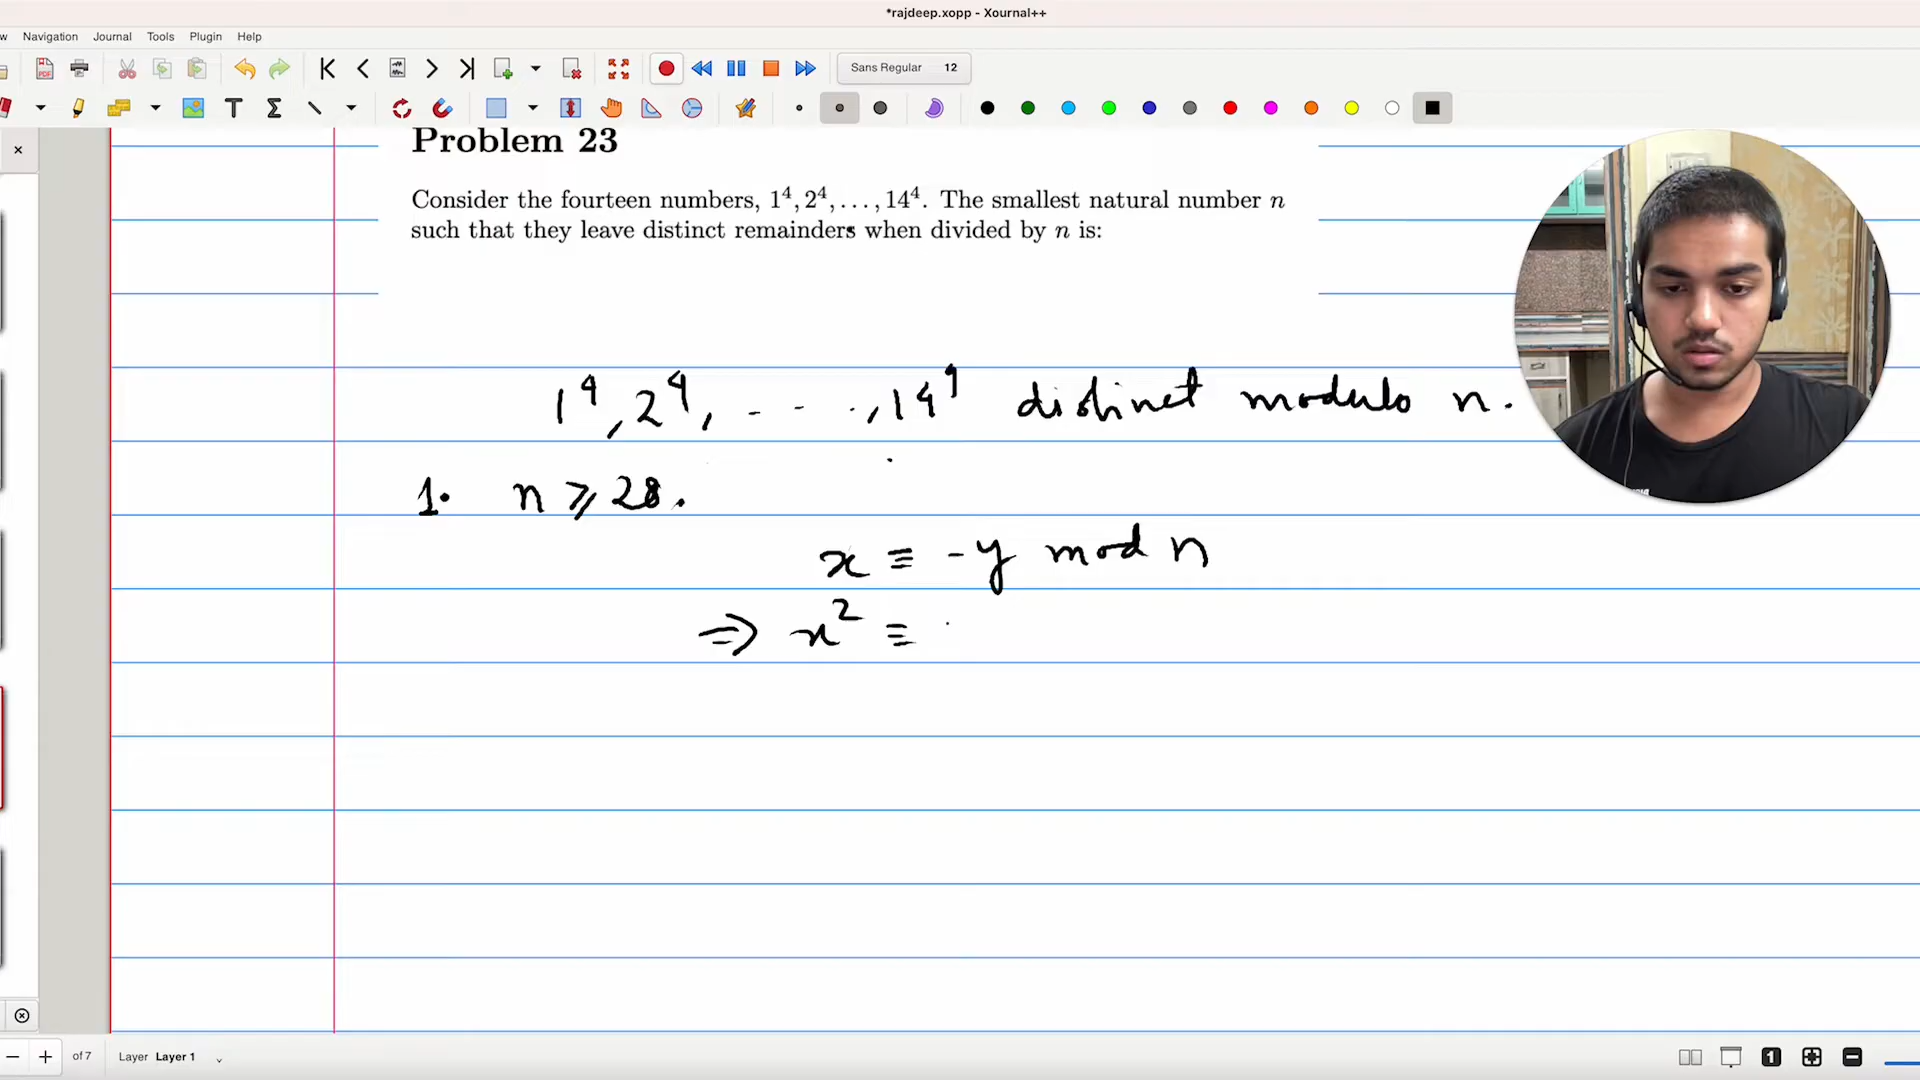 *rajdeep.xopp - Xournal++
w Navigation Journal Tools Plugin Help
Sans Regular 12
Problem 23
Consider the fourteen numbers, 1⁴, 2⁴, . . . , 14⁴. The smallest natural number n
such that they leave distinct remainders when divided by n is:
1⁴, 2⁴, - - ., 14⁴ distinct modulo n.
1. n ⩾ 28.
x ≡ -y mod n
⇒ x² ≡
of 7 Layer Layer 1